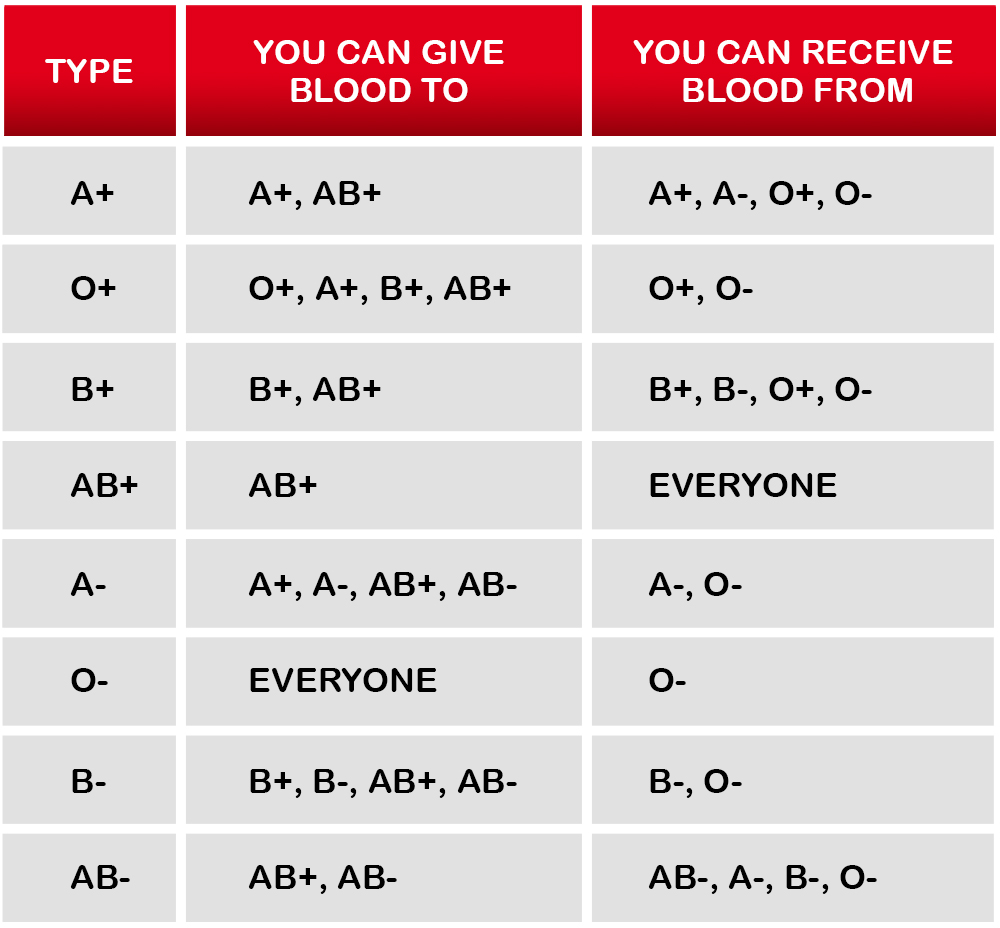 TYPE
YOU CAN GIVE
BLOOD TO
YOU CAN RECEIVE
BLOOD FROM
A+
A+, AB+
A+, A-, O+, O-
O+
O+, A+, B+, AB+
O+, O-
B+
B+, AB+
B+, B-, O+, O-
AB+
AB+
EVERYONE
A-
A+, A-, AB+, AB-
A-, O-
O-
EVERYONE
O-
B-
B+, B-, AB+, AB-
B-, O-
AB-
AB+, AB-
AB-, A-, B-, O-